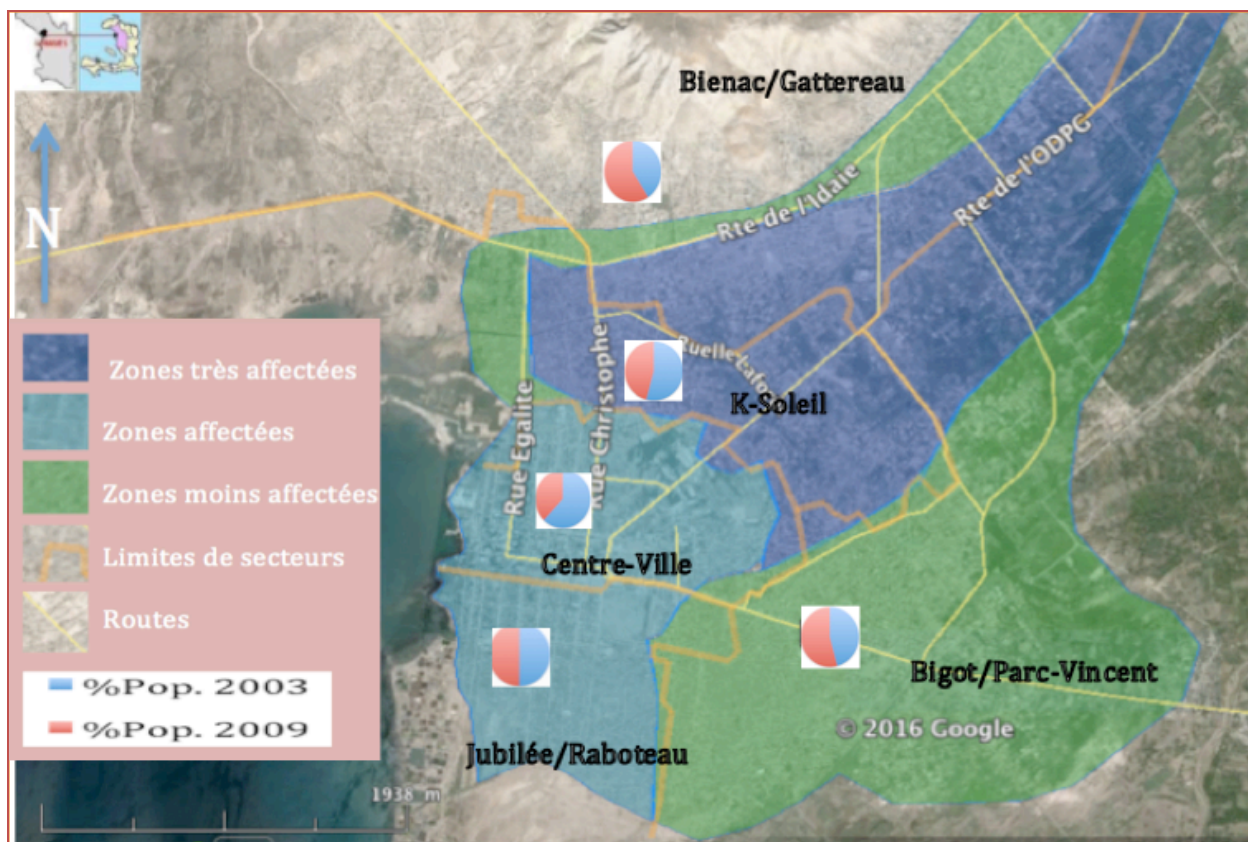 Bienac/Gattereau
Rte de l'Idaie
Rte de l'ODPG
N
Zones très affectées
Zones affectées
Zones moins affectées
Limites de secteurs
Routes
%Pop. 2003
%Pop. 2009
Rue Christophe
K-Soleil
Rue Egalite
Centre-Ville
Bigot/Parc-Vincent
© 2016 Google
Jubilée/Raboteau
1938 m